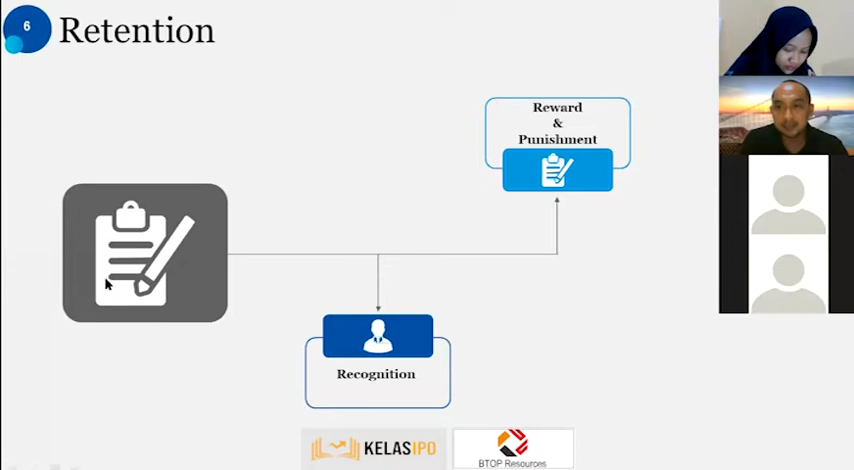 6
Retention
Reward
&
Punishment
Recognition
KELASIPO
BTOP Resources